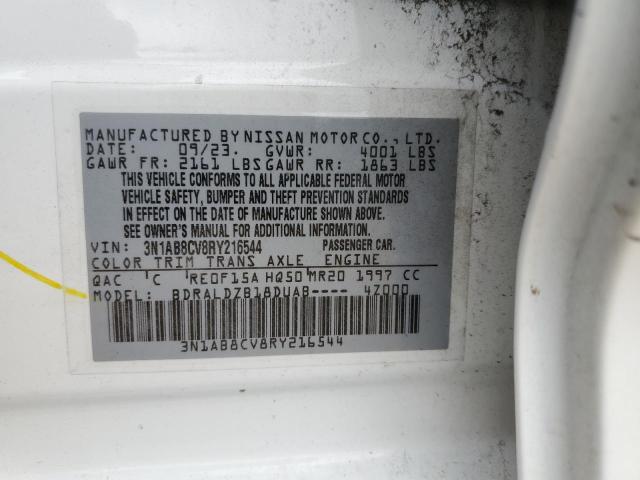 MANUFACTURED BY NISSAN MOTOR CO., LTD.
DATE: 09/23. GVWR: 4001 LBS
GAWR FR: 2161 LBS GAWR RR: 1863 LBS
THIS VEHICLE CONFORMS TO ALL APPLICABLE FEDERAL MOTOR
VEHICLE SAFETY, BUMPER AND THEFT PREVENTION STANDARDS
IN EFFECT ON THE DATE OF MANUFACTURE SHOWN ABOVE.
SEE OWNER'S MANUAL FOR ADDITIONAL INFORMATION.
VIN: 3N1AB8CV8RY216544 PASSENGER CAR.
COLOR TRIM TRANS AXLE ENGINE
QAC 'C RE0F15A HQ50 MR20 1997 CC
MODEL: BDRALDZB18DUAB---- 4Z000
3N1AB8CV8RY216544